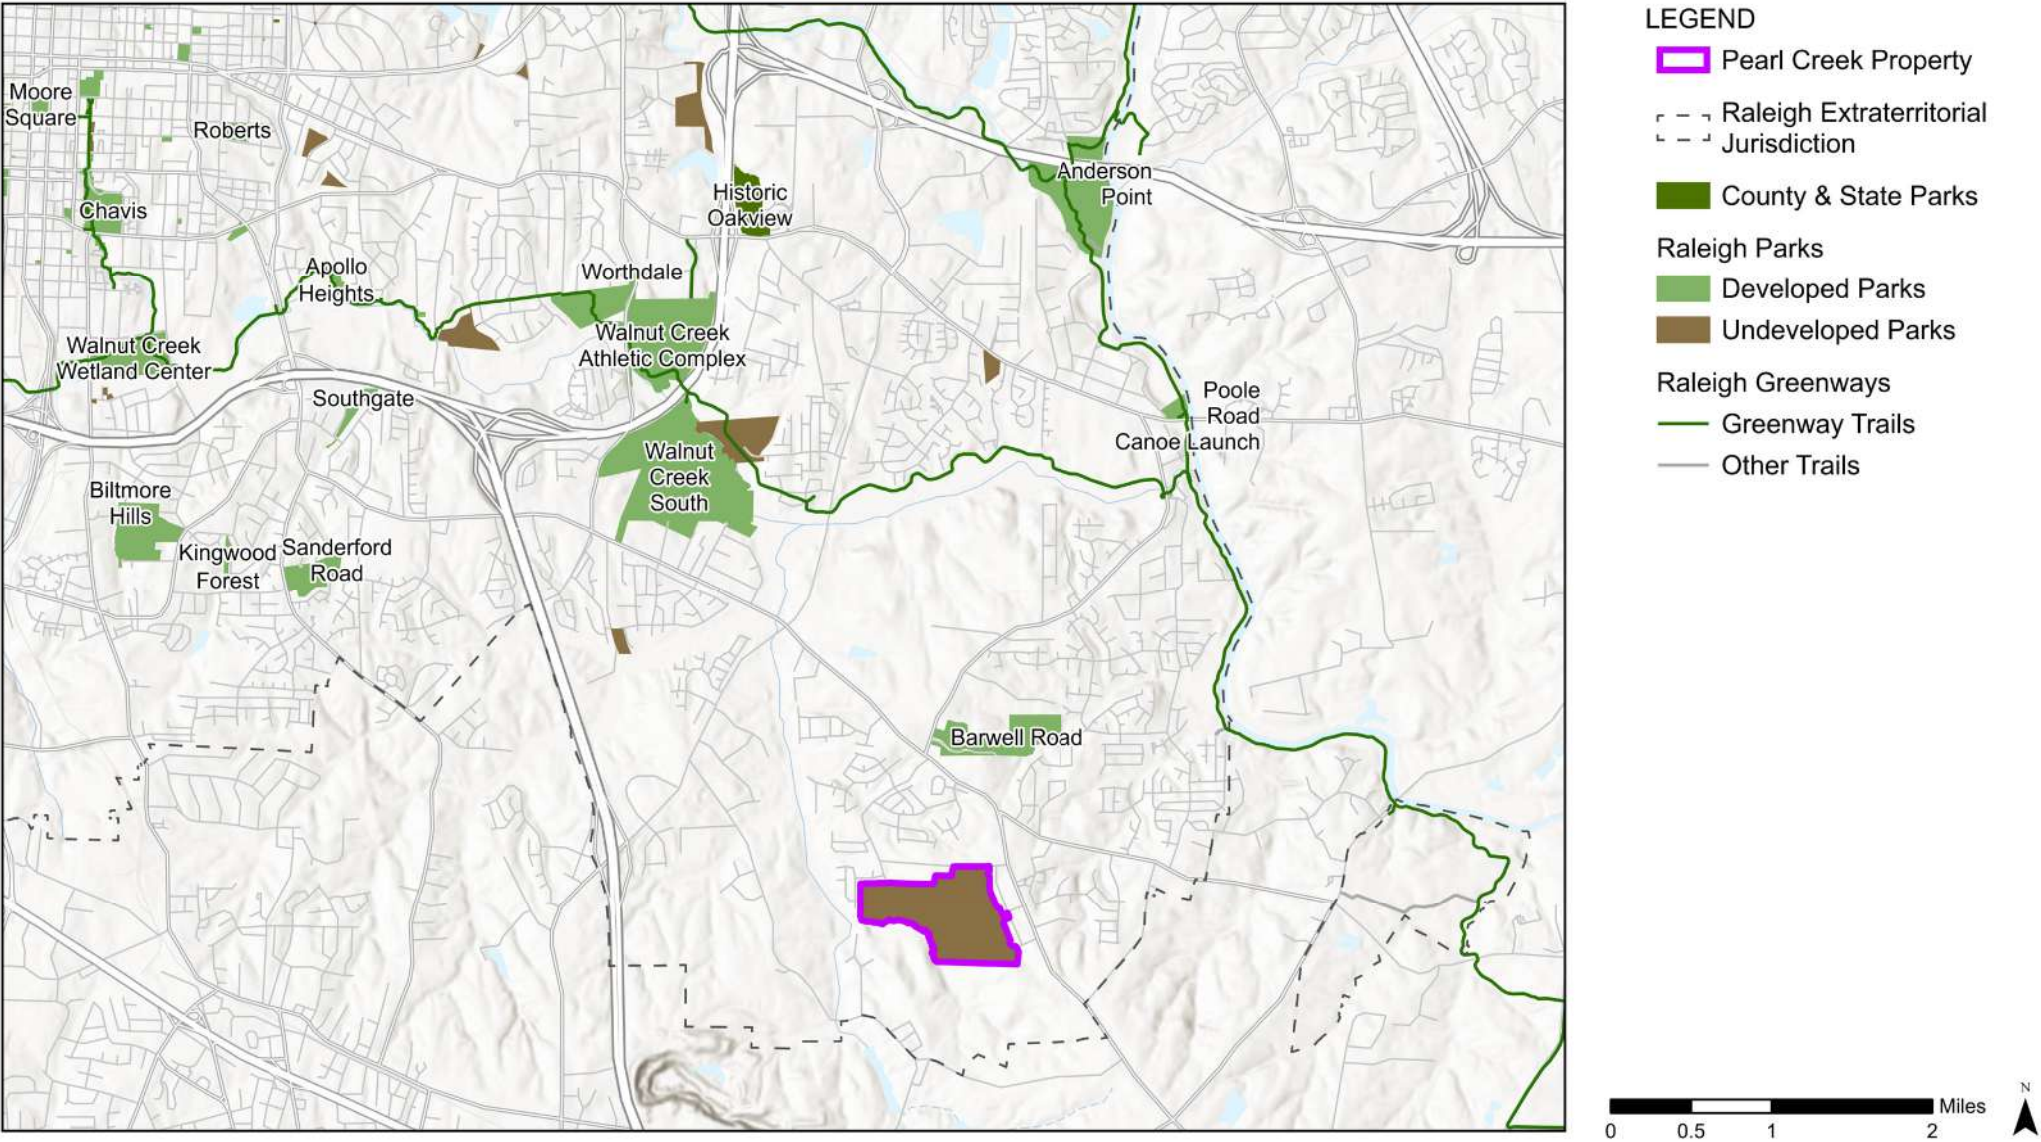 Moore
Square
Roberts
Chavis
Historic
Oakview
Anderson
Point
Apollo
Heights
Worthdale
Walnut Creek
Athletic Complex
Walnut Creek
Wetland Center
Southgate
Poole
Road
Canoe Launch
Walnut
Creek
South
Biltmore
Hills
Kingwood
Forest
Sanderford
Road
Barwell Road
LEGEND
Pearl Creek Property
Raleigh Extraterritorial
Jurisdiction
County & State Parks
Raleigh Parks
Developed Parks
Undeveloped Parks
Raleigh Greenways
Greenway Trails
Other Trails
Miles
0 0.5 1 2
N